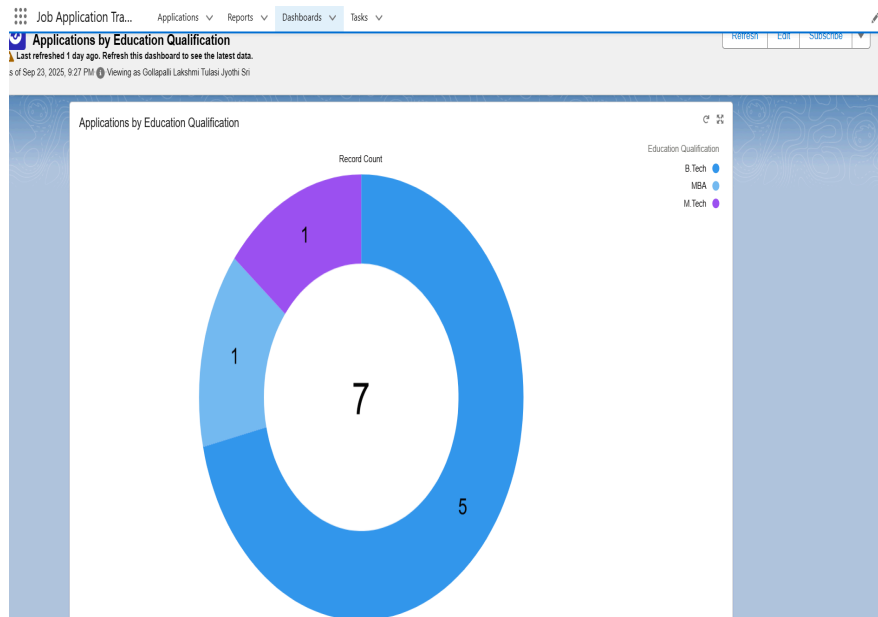 Job Application Tra... Applications Reports Dashboards Tasks
Applications by Education Qualification
Refresh Edit Subscribe
Last refreshed 1 day ago. Refresh this dashboard to see the latest data.
s of Sep 23, 2025, 9:27 PM Viewing as Gollapalli Lakshmi Tulasi Jyothi Sri
Applications by Education Qualification
Education Qualification
Record Count
B.Tech
MBA
M.Tech
1
1
7
5